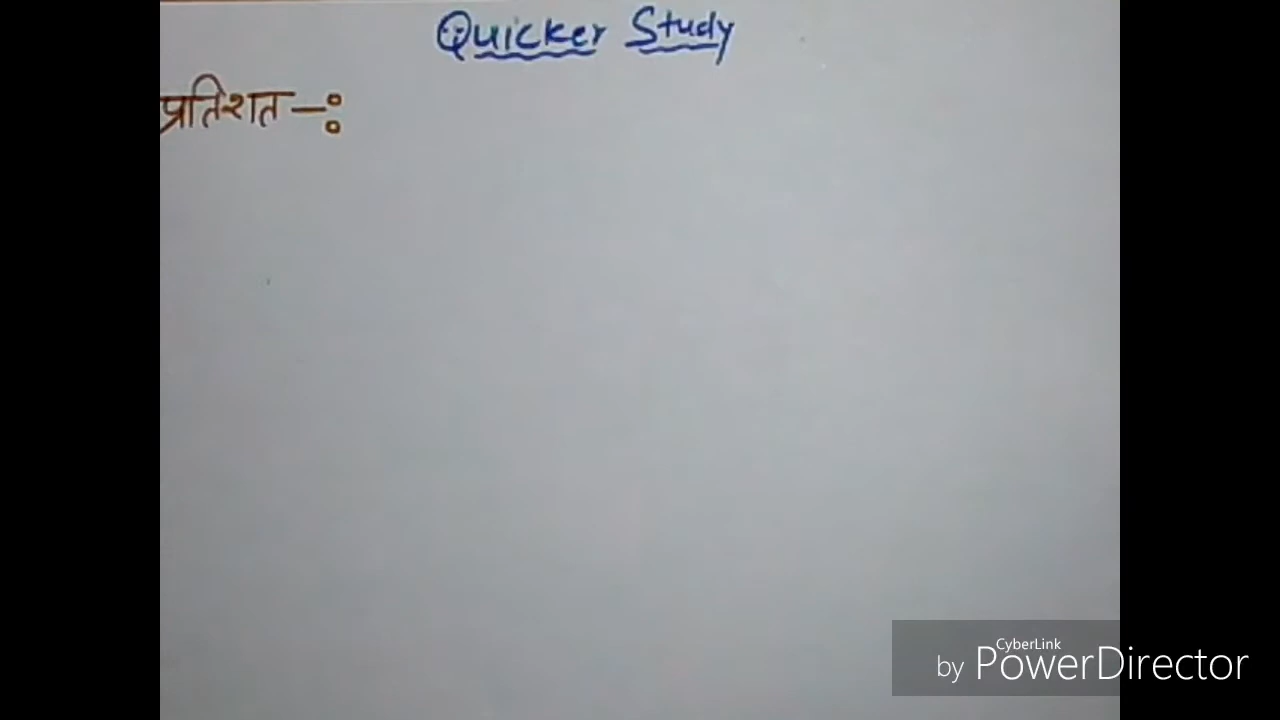 Quicker Study
प्रतिशत —:
CyberLink
by PowerDirector